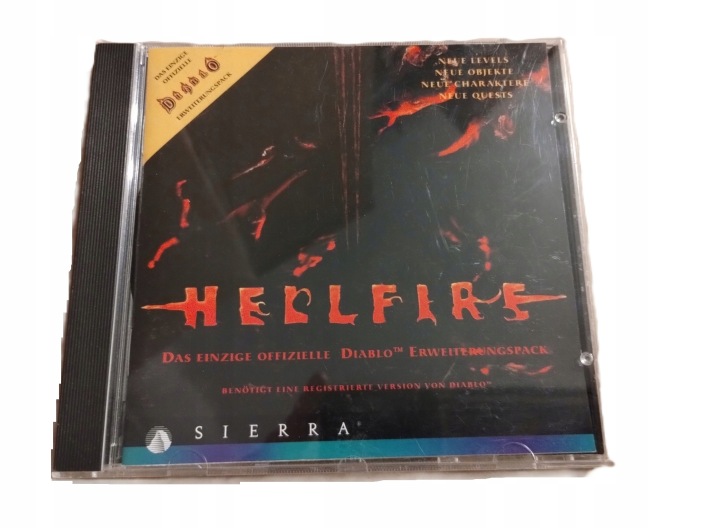 DAS EINZIGE
OFFIZIELLE
Diablo
ERWEITERUNGSPACK
NEUE LEVELS
NEUE OBJEKTE
NEUE CHARAKTERE
NEUE QUESTS
HELLFIRE
DAS EINZIGE OFFIZIELLE DIABLO™ ERWEITERUNGSPACK
BENÖTIGT EINE REGISTRIERTE VERSION VON DIABLO™
SIERRA